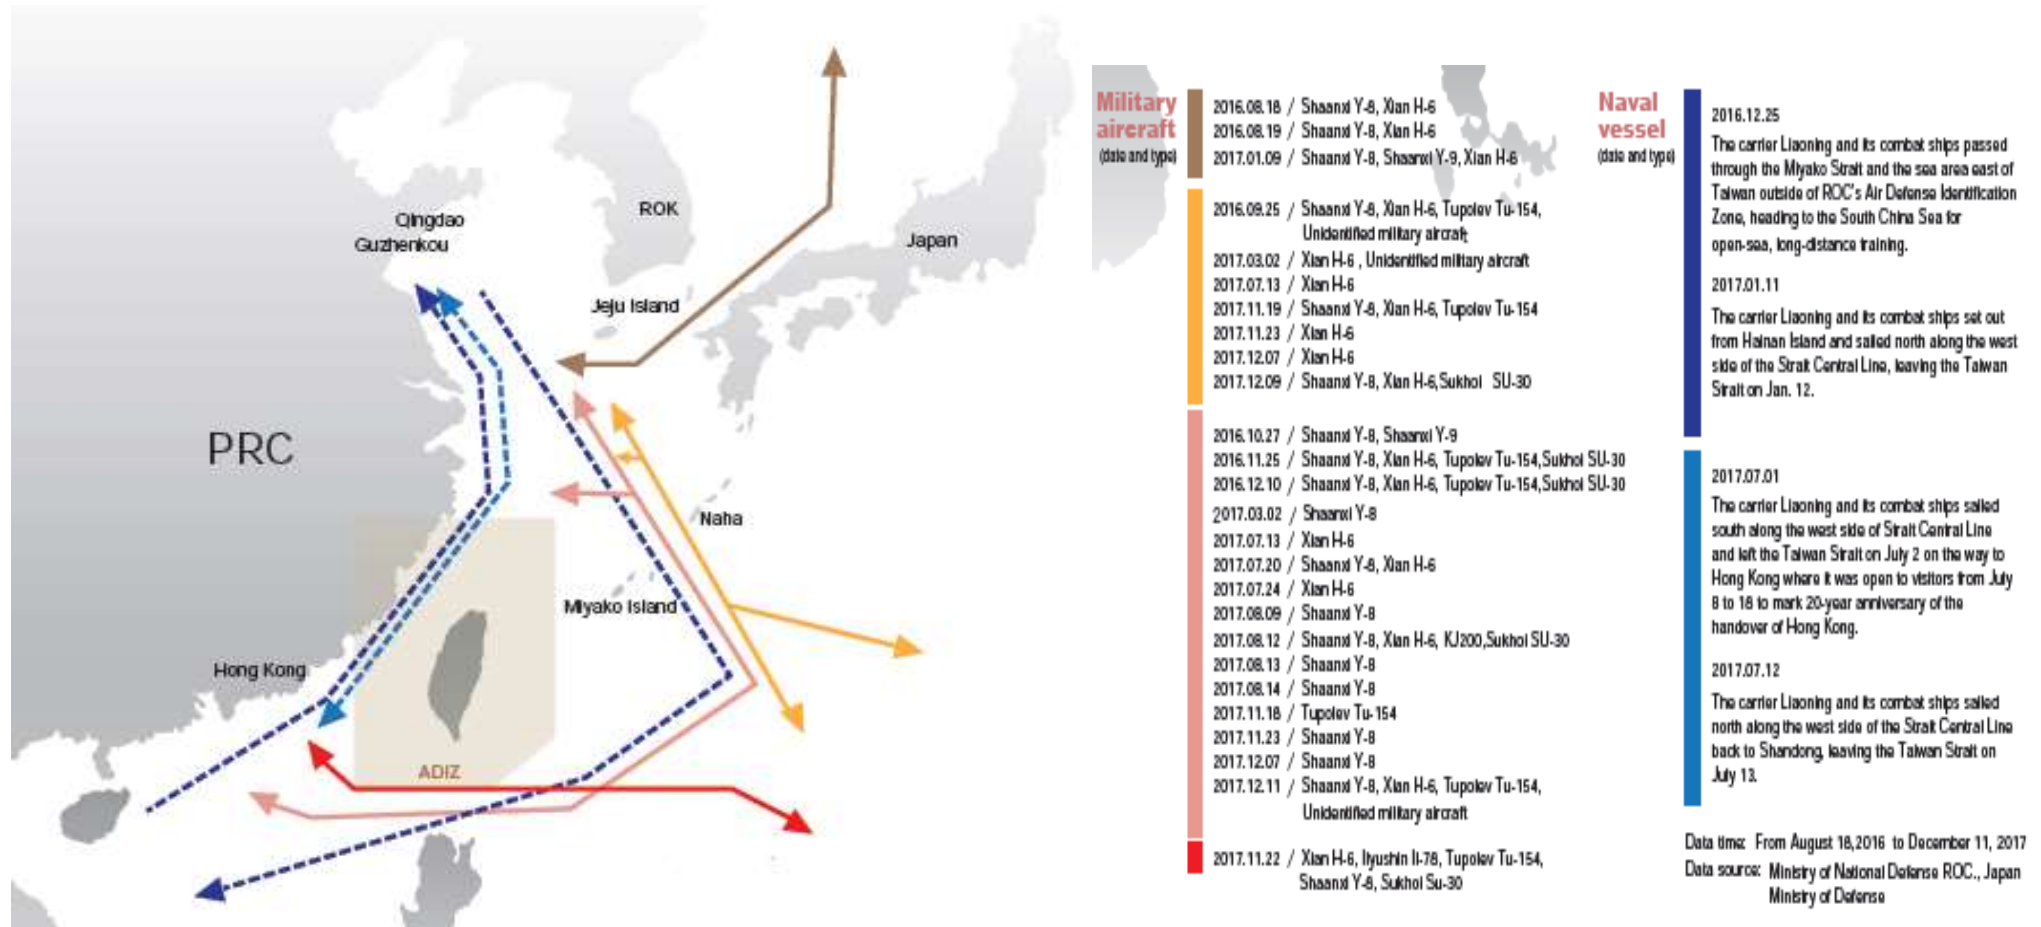 Qingdao
Guzhenkou
ROK
Japan
Jeju Island
PRC
Naha
Miyako Island
Hong Kong
ADIZ
Military
aircraft
(date and type)
2016.08.18 / Shaanxi Y-8, Xian H-6
2016.08.19 / Shaanxi Y-8, Xian H-6
2017.01.09 / Shaanxi Y-8, Shaanxi Y-9, Xian H-6
2016.09.25 / Shaanxi Y-8, Xian H-6, Tupolev Tu-154,
Unidentified military aircraft
2017.03.02 / Xian H-6 , Unidentified military aircraft
2017.07.13 / Xian H-6
2017.11.19 / Shaanxi Y-8, Xian H-6, Tupolev Tu-154
2017.11.23 / Xian H-6
2017.12.07 / Xian H-6
2017.12.09 / Shaanxi Y-8, Xian H-6,Sukhoi SU-30
2016.10.27 / Shaanxi Y-8, Shaanxi Y-9
2016.11.25 / Shaanxi Y-8, Xian H-6, Tupolev Tu-154,Sukhoi SU-30
2016.12.10 / Shaanxi Y-8, Xian H-6, Tupolev Tu-154,Sukhoi SU-30
2017.03.02 / Shaanxi Y-8
2017.07.13 / Xian H-6
2017.07.20 / Shaanxi Y-8, Xian H-6
2017.07.24 / Xian H-6
2017.08.09 / Shaanxi Y-8
2017.08.12 / Shaanxi Y-8, Xian H-6, KJ200,Sukhoi SU-30
2017.08.13 / Shaanxi Y-8
2017.08.14 / Shaanxi Y-8
2017.11.18 / Tupolev Tu-154
2017.11.23 / Shaanxi Y-8
2017.12.07 / Shaanxi Y-8
2017.12.11 / Shaanxi Y-8, Xian H-6, Tupolev Tu-154,
Unidentified military aircraft
2017.11.22 / Xian H-6, Ilyushin Il-78, Tupolev Tu-154,
Shaanxi Y-8, Sukhoi Su-30
Naval
vessel
(date and type)
2016.12.25
The carrier Liaoning and its combat ships passed
through the Miyako Strait and the sea area east of
Taiwan outside of ROC's Air Defense Identification
Zone, heading to the South China Sea for
open-sea, long-distance training.
2017.01.11
The carrier Liaoning and its combat ships set out
from Hainan Island and sailed north along the west
side of the Strait Central Line, leaving the Taiwan
Strait on Jan. 12.
2017.07.01
The carrier Liaoning and its combat ships sailed
south along the west side of Strait Central Line
and left the Taiwan Strait on July 2 on the way to
Hong Kong where it was open to visitors from July
8 to 18 to mark 20-year anniversary of the
handover of Hong Kong.
2017.07.12
The carrier Liaoning and its combat ships sailed
north along the west side of the Strait Central Line
back to Shandong, leaving the Taiwan Strait on
July 13.
Data time: From August 18,2016 to December 11, 2017
Data source: Ministry of National Defense ROC., Japan
Ministry of Defense